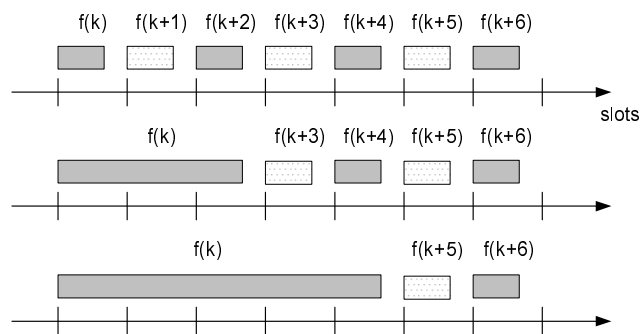 f(k) f(k+1) f(k+2) f(k+3) f(k+4) f(k+5) f(k+6)
slots
f(k) f(k+3) f(k+4) f(k+5) f(k+6)
f(k) f(k+5) f(k+6)